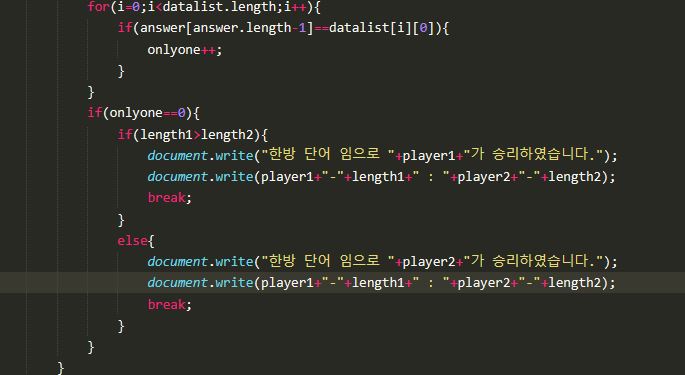 for(i=0;i<datalist.length;i++){
if(answer[answer.length-1]==datalist[i][0]){
onlyone++;
}
}
if(onlyone==0){
if(length1>length2){
document.write("한방 단어 임으로 "+player1+"가 승리하였습니다.");
document.write(player1+"-"+length1+" : "+player2+"-"+length2);
break;
}
else{
document.write("한방 단어 임으로 "+player2+"가 승리하였습니다.");
document.write(player1+"-"+length1+" : "+player2+"-"+length2);
break;
}
}
}